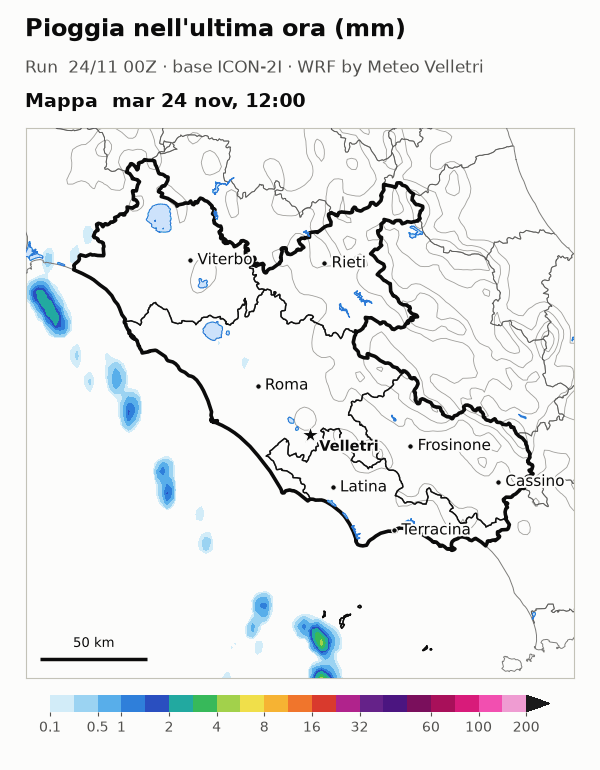 Pioggia nell'ultima ora (mm)
Run 24/11 00Z · base ICON-2I · WRF by Meteo Velletri
Mappa mar 24 nov, 12:00
Viterbo
Rieti
Roma
Velletri
Frosinone
Latina
Cassino
Terracina
50 km
0.1 0.5 1 2 4 8 16 32 60 100 200